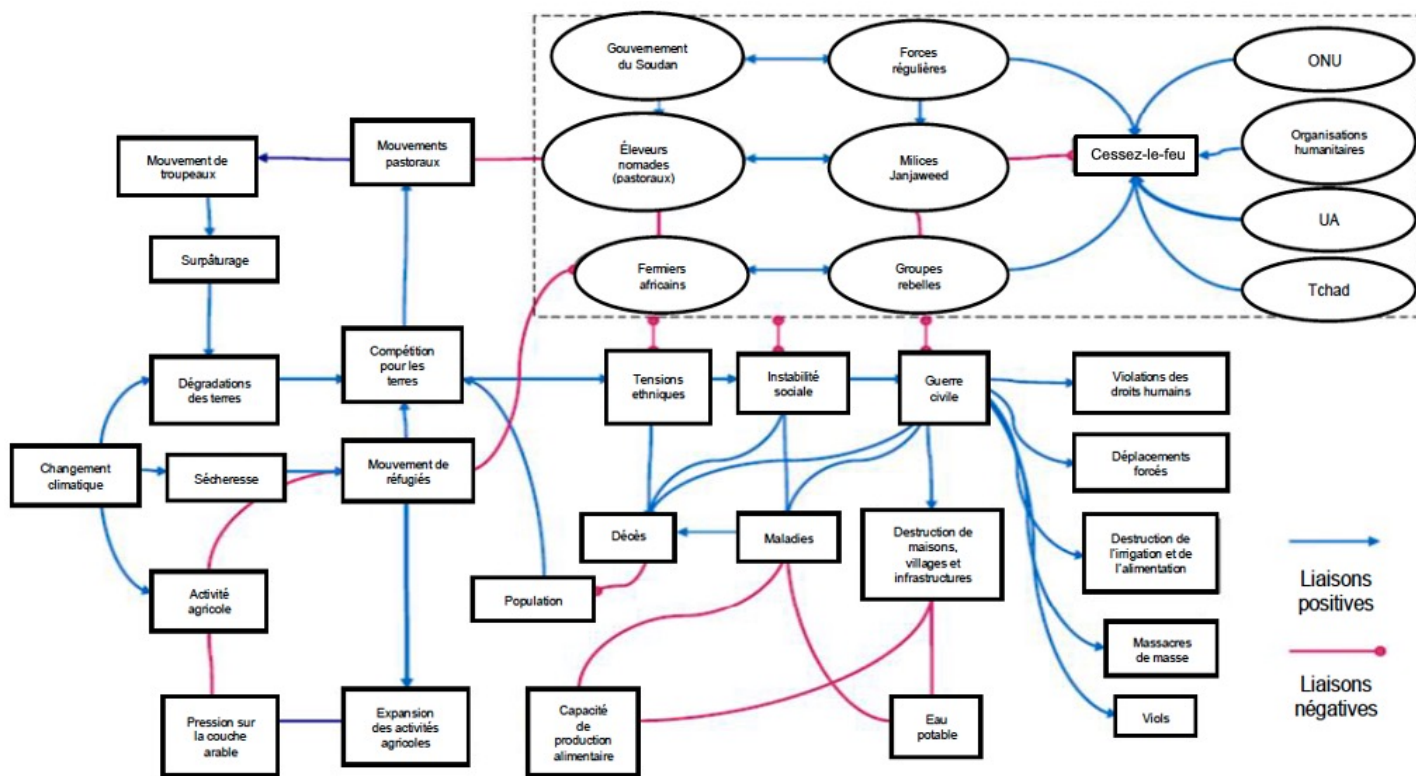 Gouvernement
du Soudan
Forces
régulières
ONU
Mouvement de
troupeaux
Mouvements
pastoraux
Éleveurs
nomades
(pastoraux)
Milices
Janjaweed
Cessez-le-feu
Organisations
humanitaires
UA
Surpâturage
Fermiers
africains
Groupes
rebelles
Tchad
Dégradations
des terres
Compétition
pour les
terres
Tensions
ethniques
Instabilité
sociale
Guerre
civile
Violations des
droits humains
Changement
climatique
Sécheresse
Mouvement de
réfugiés
Déplacements
forcés
Décès
Maladies
Destruction de
maisons,
villages et
infrastructures
Destruction de
l'irrigation et de
l'alimentation
Liaisons
positives
Activité
agricole
Population
Massacres
de masse
Liaisons
négatives
Pression sur
la couche
arable
Expansion
des activités
agricoles
Capacité
de
production
alimentaire
Eau
potable
Viols